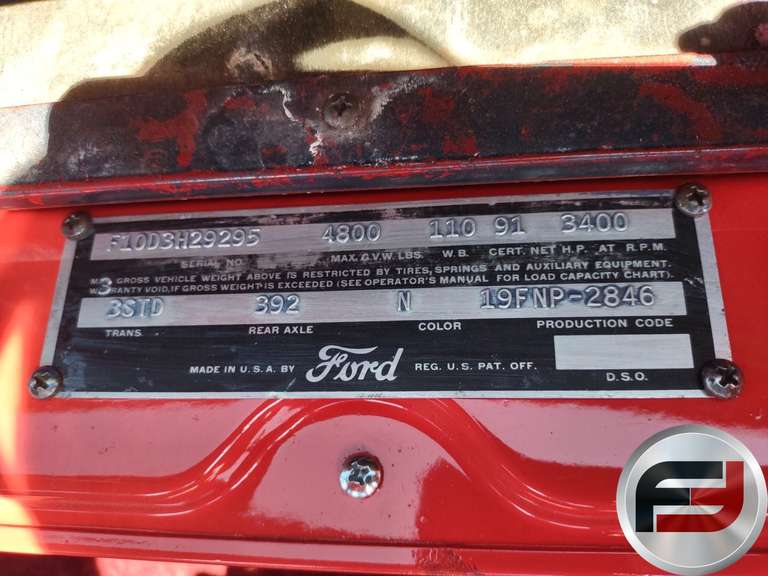 F10D3H29295 4800 110 91 3400
SERIAL NO. MAX. G.V.W. LBS. W.B. CERT. NET H.P. AT R.P.M.
GROSS VEHICLE WEIGHT ABOVE IS RESTRICTED BY TIRES, SPRINGS AND AUXILIARY EQUIPMENT.
WARRANTY VOID, IF GROSS WEIGHT IS EXCEEDED (SEE OPERATOR'S MANUAL FOR LOAD CAPACITY CHART).
3
3STD 392 N 19FNP-2846
TRANS. REAR AXLE COLOR PRODUCTION CODE
MADE IN U.S.A. BY Ford REG. U.S. PAT. OFF.
D.S.O.